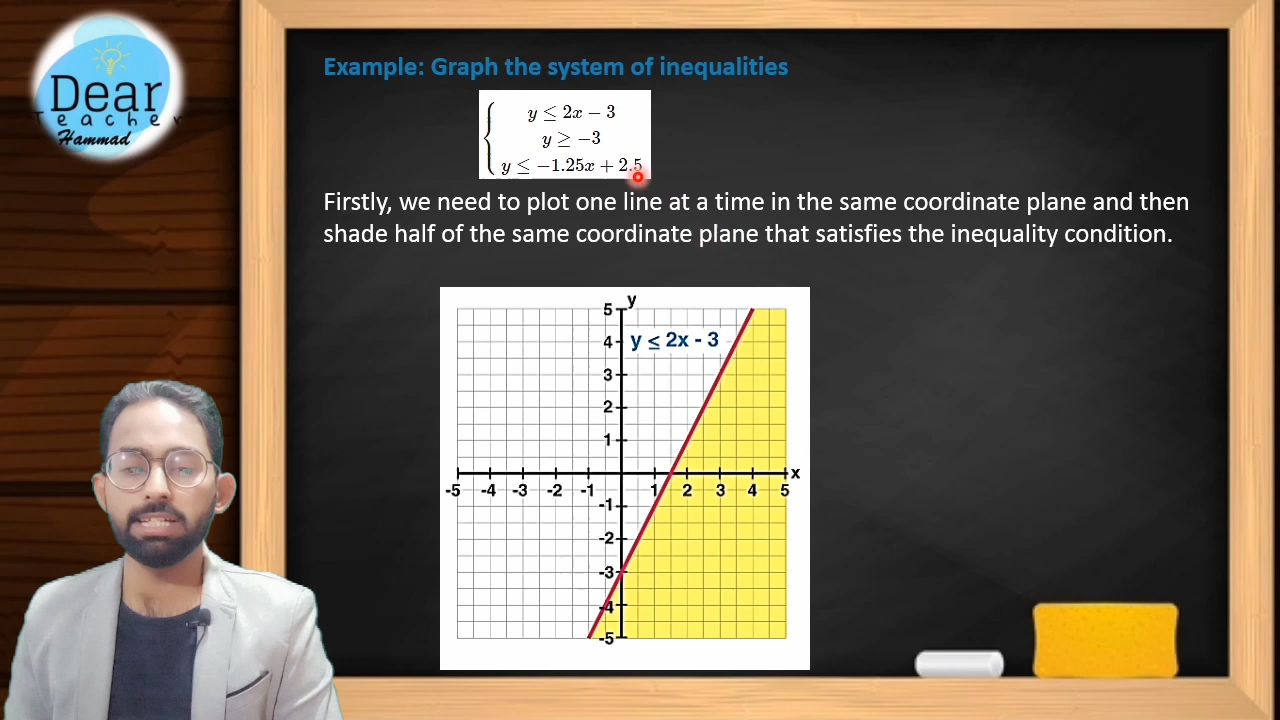 Dear
Teacher
Hammad
Example: Graph the system of inequalities
y ≤ 2x − 3
y ≥ −3
y ≤ −1.25x + 2.5
Firstly, we need to plot one line at a time in the same coordinate plane and then
shade half of the same coordinate plane that satisfies the inequality condition.
y
5
y ≤ 2x - 3
4
3
2
1
x
-5 -4 -3 -2 -1 1 2 3 4 5
-1
-2
-3
-4
-5